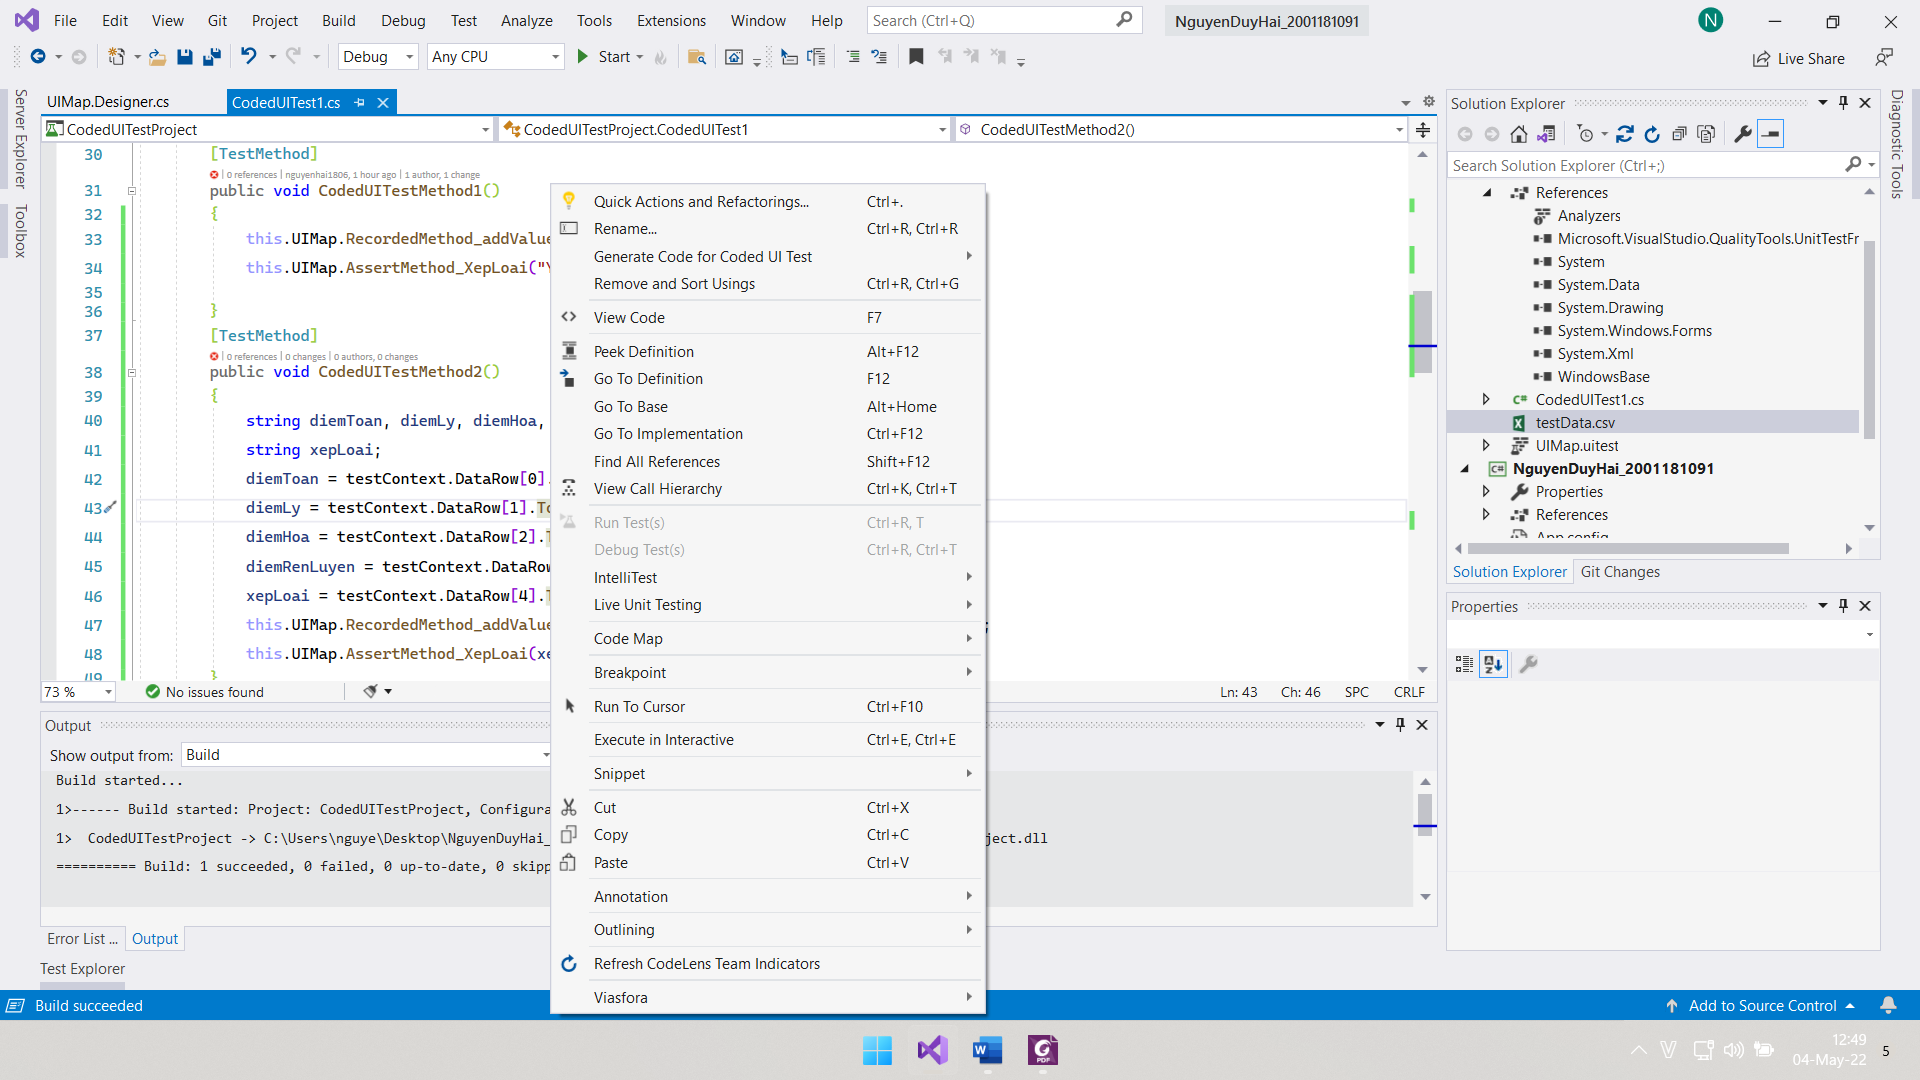 File Edit View Git Project Build Debug Test Analyze Tools Extensions Window Help Search (Ctrl+Q) NguyenDuyHai_2001181091 N
Debug Any CPU Start Live Share
Server Explorer
Toolbox
UIMap.Designer.cs CodedUITest1.cs
CodedUITestProject CodedUITestProject.CodedUITest1 CodedUITestMethod2()
30 [TestMethod]
0 references | nguyenhai1806, 1 hour ago | 1 author, 1 change
31 public void CodedUITestMethod1()
32 {
33 this.UIMap.RecordedMethod_addValue
34 this.UIMap.AssertMethod_XepLoai("
35
36 }
37 [TestMethod]
0 references | 0 changes | 0 authors, 0 changes
38 public void CodedUITestMethod2()
39 {
40 string diemToan, diemLy, diemHoa,
41 string xepLoai;
42 diemToan = testContext.DataRow[0].
43 diemLy = testContext.DataRow[1].To
44 diemHoa = testContext.DataRow[2].
45 diemRenLuyen = testContext.DataRow
46 xepLoai = testContext.DataRow[4].
47 this.UIMap.RecordedMethod_addValue ;
48 this.UIMap.AssertMethod_XepLoai(xe
49 }
73 % No issues found Ln: 43 Ch: 46 SPC CRLF
Quick Actions and Refactorings... Ctrl+.
Rename... Ctrl+R, Ctrl+R
Generate Code for Coded UI Test
Remove and Sort Usings Ctrl+R, Ctrl+G
View Code F7
Peek Definition Alt+F12
Go To Definition F12
Go To Base Alt+Home
Go To Implementation Ctrl+F12
Find All References Shift+F12
View Call Hierarchy Ctrl+K, Ctrl+T
Run Test(s) Ctrl+R, T
Debug Test(s) Ctrl+R, Ctrl+T
IntelliTest
Live Unit Testing
Code Map
Breakpoint
Run To Cursor Ctrl+F10
Execute in Interactive Ctrl+E, Ctrl+E
Snippet
Cut Ctrl+X
Copy Ctrl+C
Paste Ctrl+V
Annotation
Outlining
Refresh CodeLens Team Indicators
Viasfora
Output
Show output from: Build
Build started...
1>------ Build started: Project: CodedUITestProject, Configura
1> CodedUITestProject -> C:\Users\nguye\Desktop\NguyenDuyHai_ ject.dll
========== Build: 1 succeeded, 0 failed, 0 up-to-date, 0 skipp
Error List ... Output
Test Explorer
Solution Explorer
Search Solution Explorer (Ctrl+;)
References
Analyzers
Microsoft.VisualStudio.QualityTools.UnitTestFr
System
System.Data
System.Drawing
System.Windows.Forms
System.Xml
WindowsBase
CodedUITest1.cs
testData.csv
UIMap.uitest
NguyenDuyHai_2001181091
Properties
References
App.config
Solution Explorer Git Changes
Properties
Diagnostic Tools
Build succeeded Add to Source Control
12:49
04-May-22 5